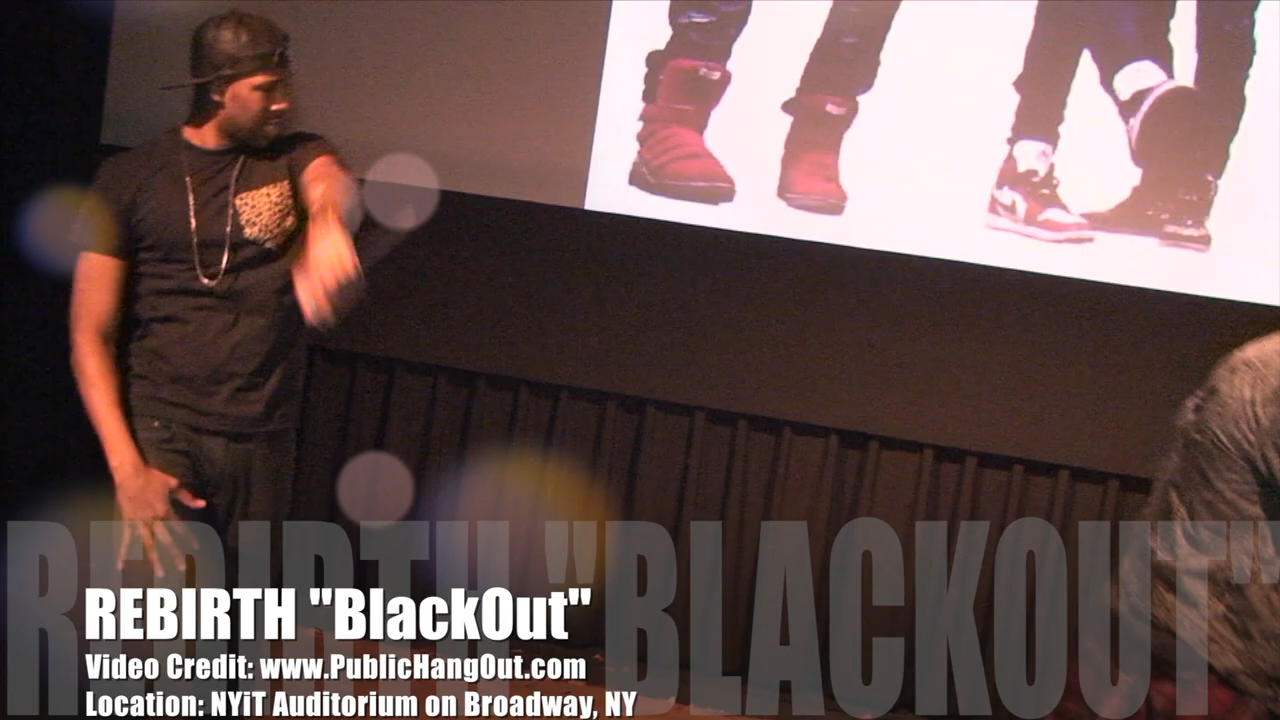 REBIRTH "BLACKOUT"
REBIRTH "BlackOut"
Video Credit: www.PublicHangOut.com
Location: NYiT Auditorium on Broadway, NY